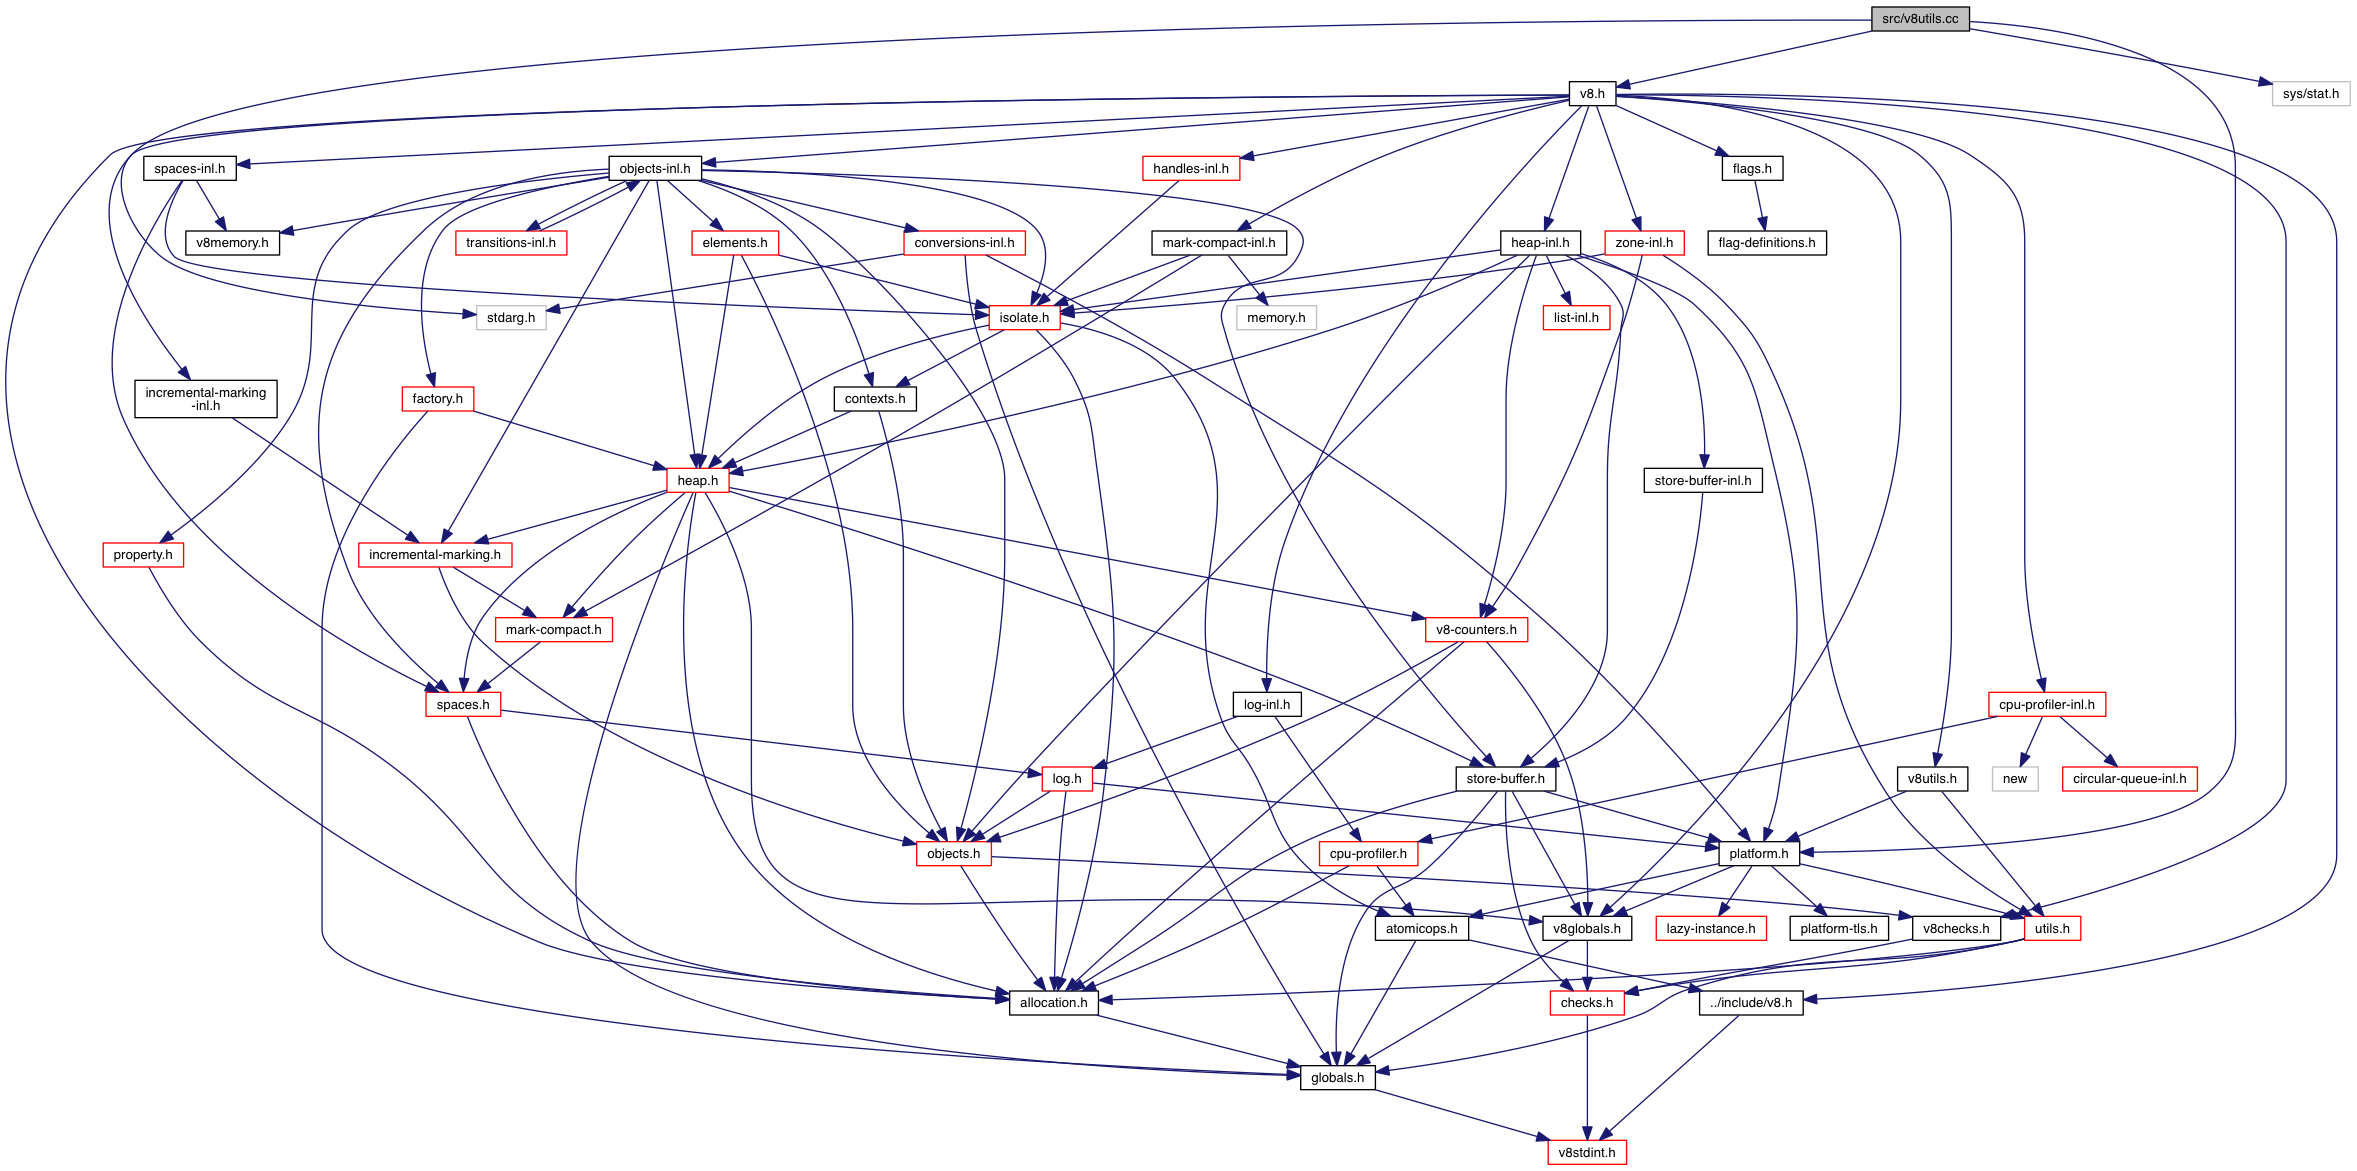 src/v8utils.cc
v8.h
sys/stat.h
spaces-inl.h
objects-inl.h
handles-inl.h
flags.h
v8memory.h
transitions-inl.h
elements.h
conversions-inl.h
mark-compact-inl.h
heap-inl.h
zone-inl.h
flag-definitions.h
stdarg.h
isolate.h
memory.h
list-inl.h
incremental-marking
-inl.h
factory.h
contexts.h
heap.h
store-buffer-inl.h
property.h
incremental-marking.h
mark-compact.h
v8-counters.h
spaces.h
log-inl.h
cpu-profiler-inl.h
log.h
store-buffer.h
v8utils.h
new
circular-queue-inl.h
objects.h
cpu-profiler.h
platform.h
atomicops.h
v8globals.h
lazy-instance.h
platform-tls.h
v8checks.h
utils.h
allocation.h
checks.h
../include/v8.h
globals.h
v8stdint.h